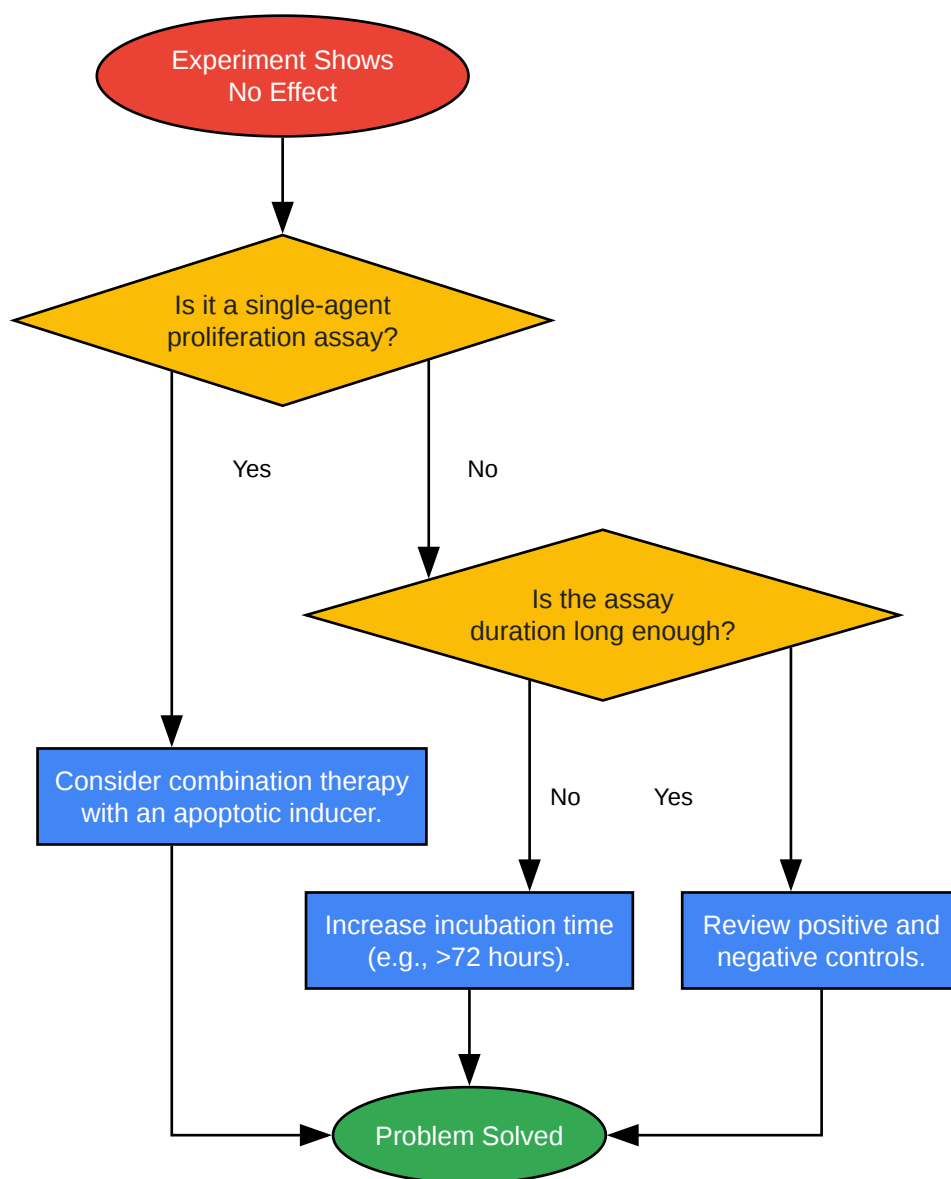 Experiment Shows
No Effect
Is it a single-agent
proliferation assay?
Yes
No
Is the assay
duration long enough?
Consider combination therapy
with an apoptotic inducer.
No
Yes
Increase incubation time
(e.g., >72 hours).
Review positive and
negative controls.
Problem Solved